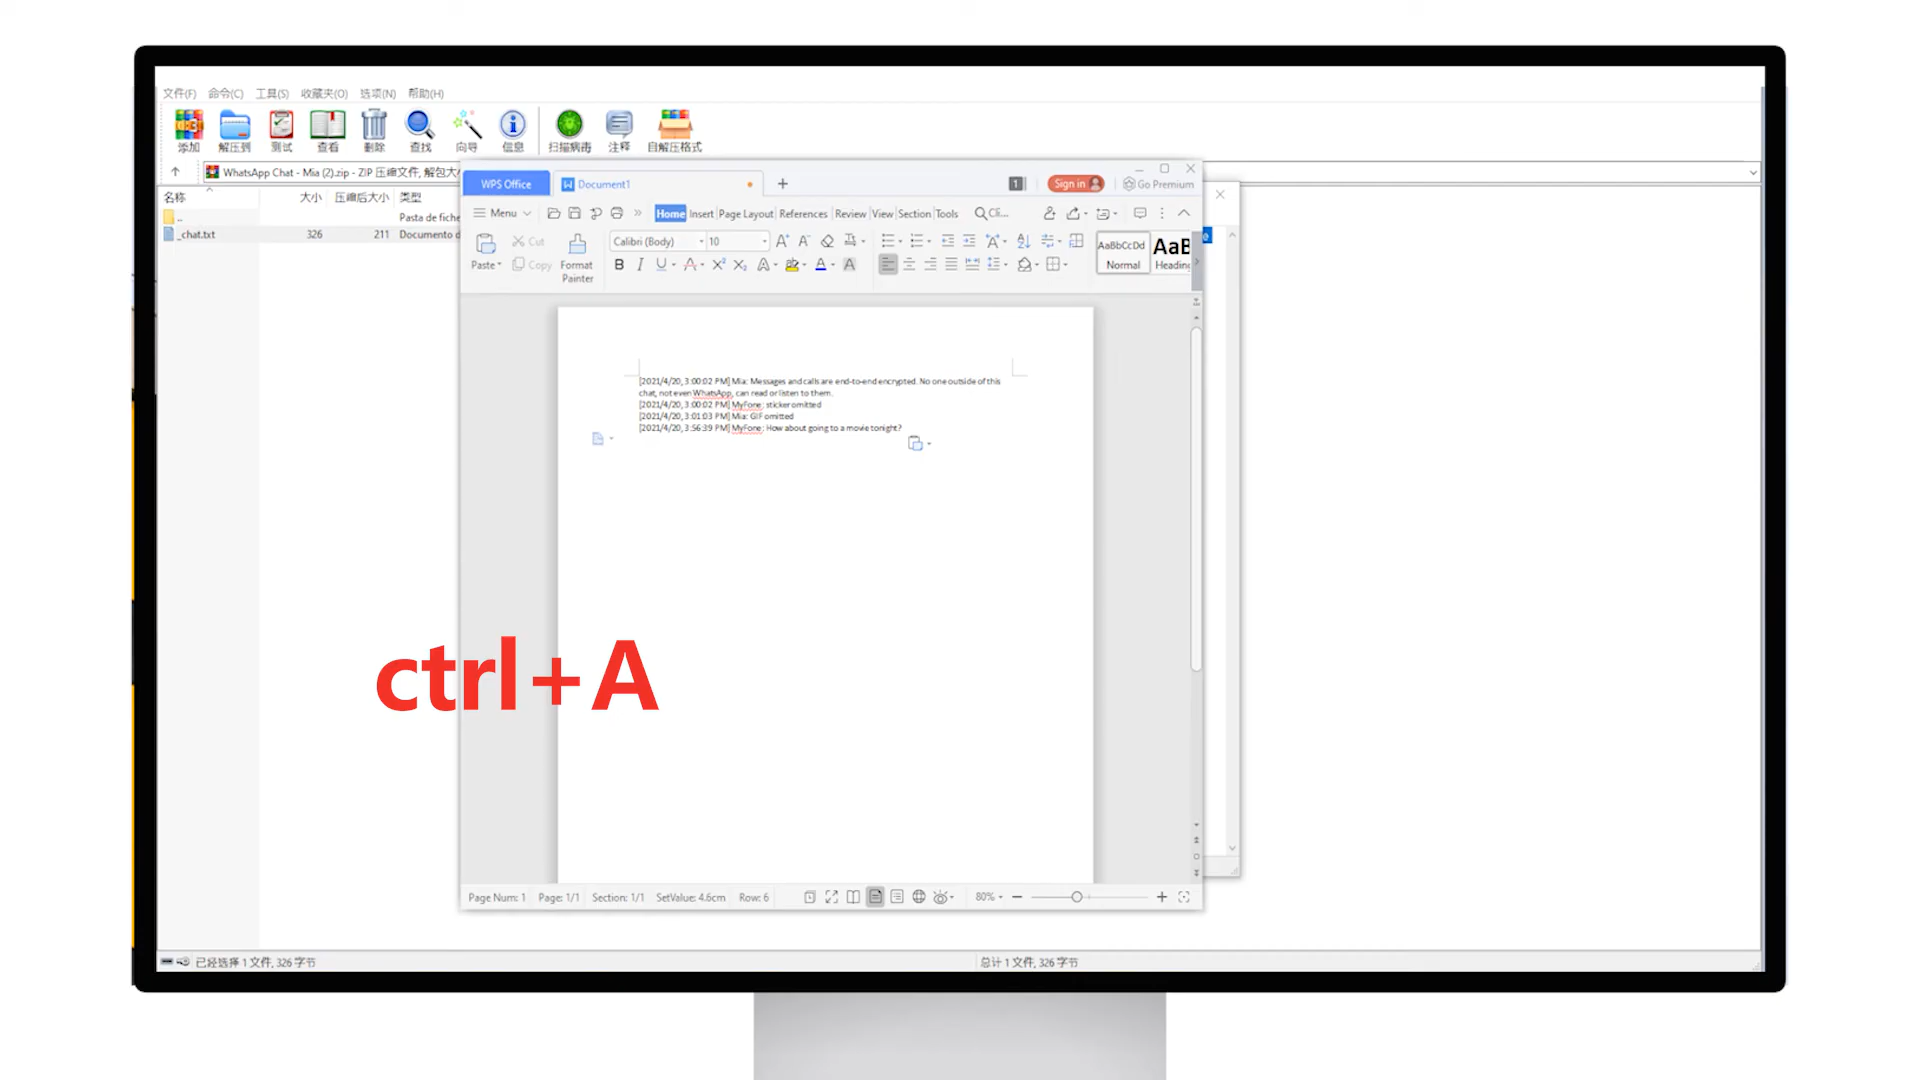 文件(F) 命令(C) 工具(S) 收藏夹(O) 选项(N) 帮助(H)
添加 解压到 测试 查看 删除 查找 向导 信息 扫描病毒 注释 自解压格式
WhatsApp Chat - Mia (2).zip - ZIP 压缩文件, 解包大
名称 大小 压缩后大小 类型
.. Pasta de fiche
_chat.txt 326 211 Documento d
WPS Office Document1 + 1 Sign in Go Premium
Menu Home Insert Page Layout References Review View Section Tools Cli...
Cut Calibri (Body) 10 AaBbCcDd AaB
Paste Copy Format Painter B I U A X² X₂ A A A Normal Heading
[2021/4/20, 3:00:02 PM] Mia: Messages and calls are end-to-end encrypted. No one outside of this
chat, not even WhatsApp, can read or listen to them.
[2021/4/20, 3:00:02 PM] MyFone: sticker omitted
[2021/4/20, 3:01:03 PM] Mia: GIF omitted
[2021/4/20, 3:56:39 PM] MyFone: How about going to a movie tonight?
ctrl+A
Page Num: 1 Page: 1/1 Section: 1/1 SetValue: 4.6cm Row: 6 80%
已经选择 1 文件, 326 字节 总计 1 文件, 326 字节